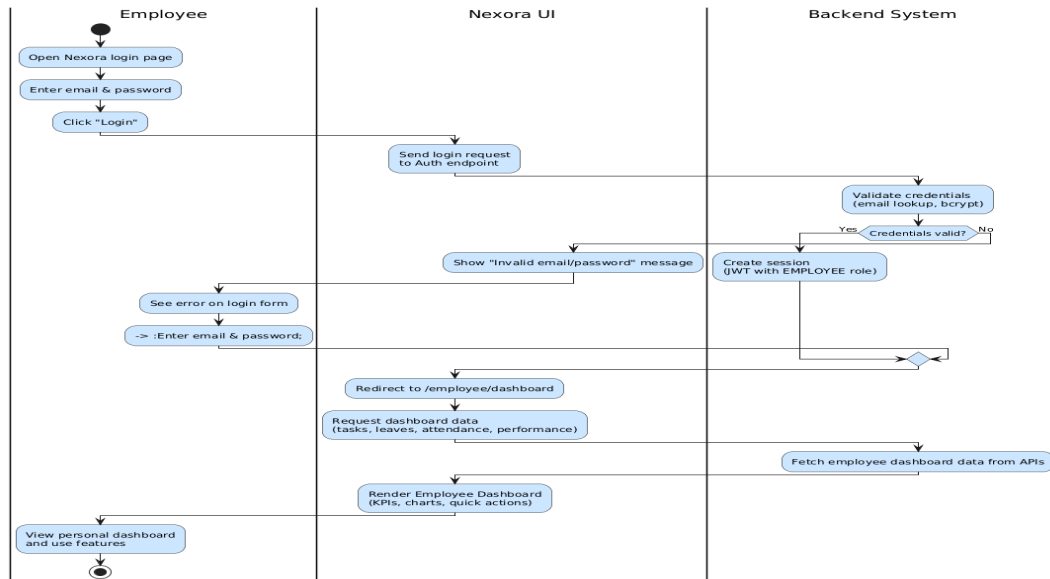 Employee
Nexora UI
Backend System
Open Nexora login page
Enter email & password
Click "Login"
Send login request
to Auth endpoint
Validate credentials
(email lookup, bcrypt)
Yes
Credentials valid?
No
Show "Invalid email/password" message
Create session
(JWT with EMPLOYEE role)
See error on login form
-> :Enter email & password;
Redirect to /employee/dashboard
Request dashboard data
(tasks, leaves, attendance, performance)
Fetch employee dashboard data from APIs
Render Employee Dashboard
(KPIs, charts, quick actions)
View personal dashboard
and use features